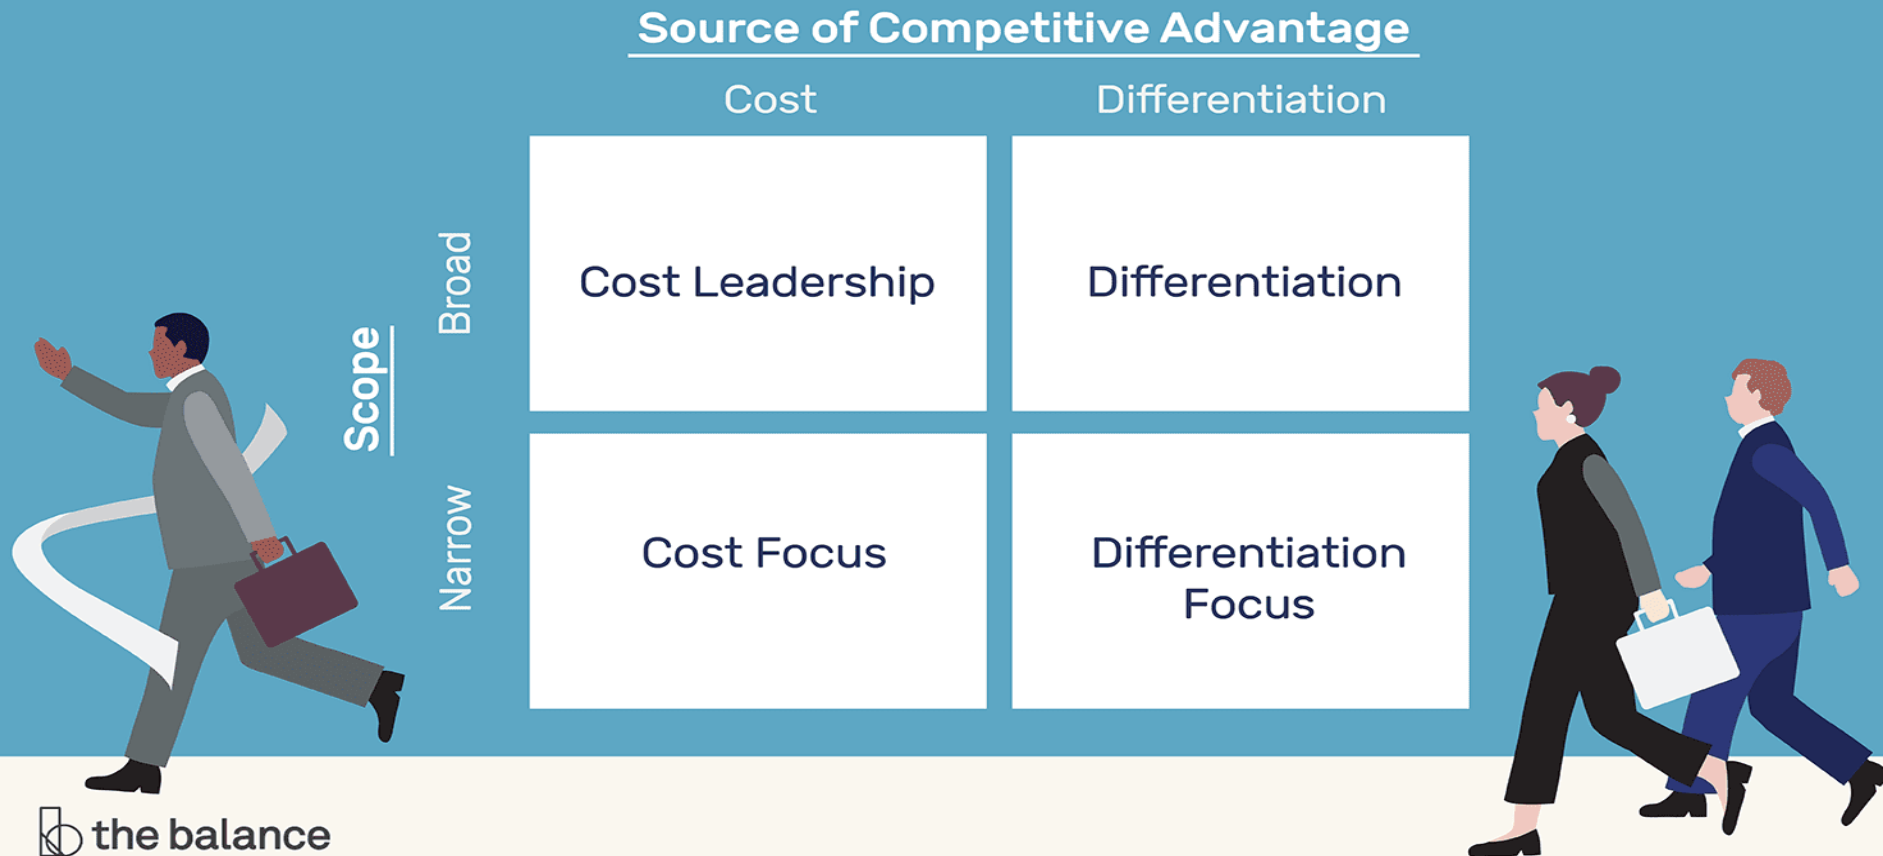 Source of Competitive Advantage
Cost
Differentiation
Scope
Broad
Cost Leadership
Differentiation
Narrow
Cost Focus
Differentiation
Focus
the balance